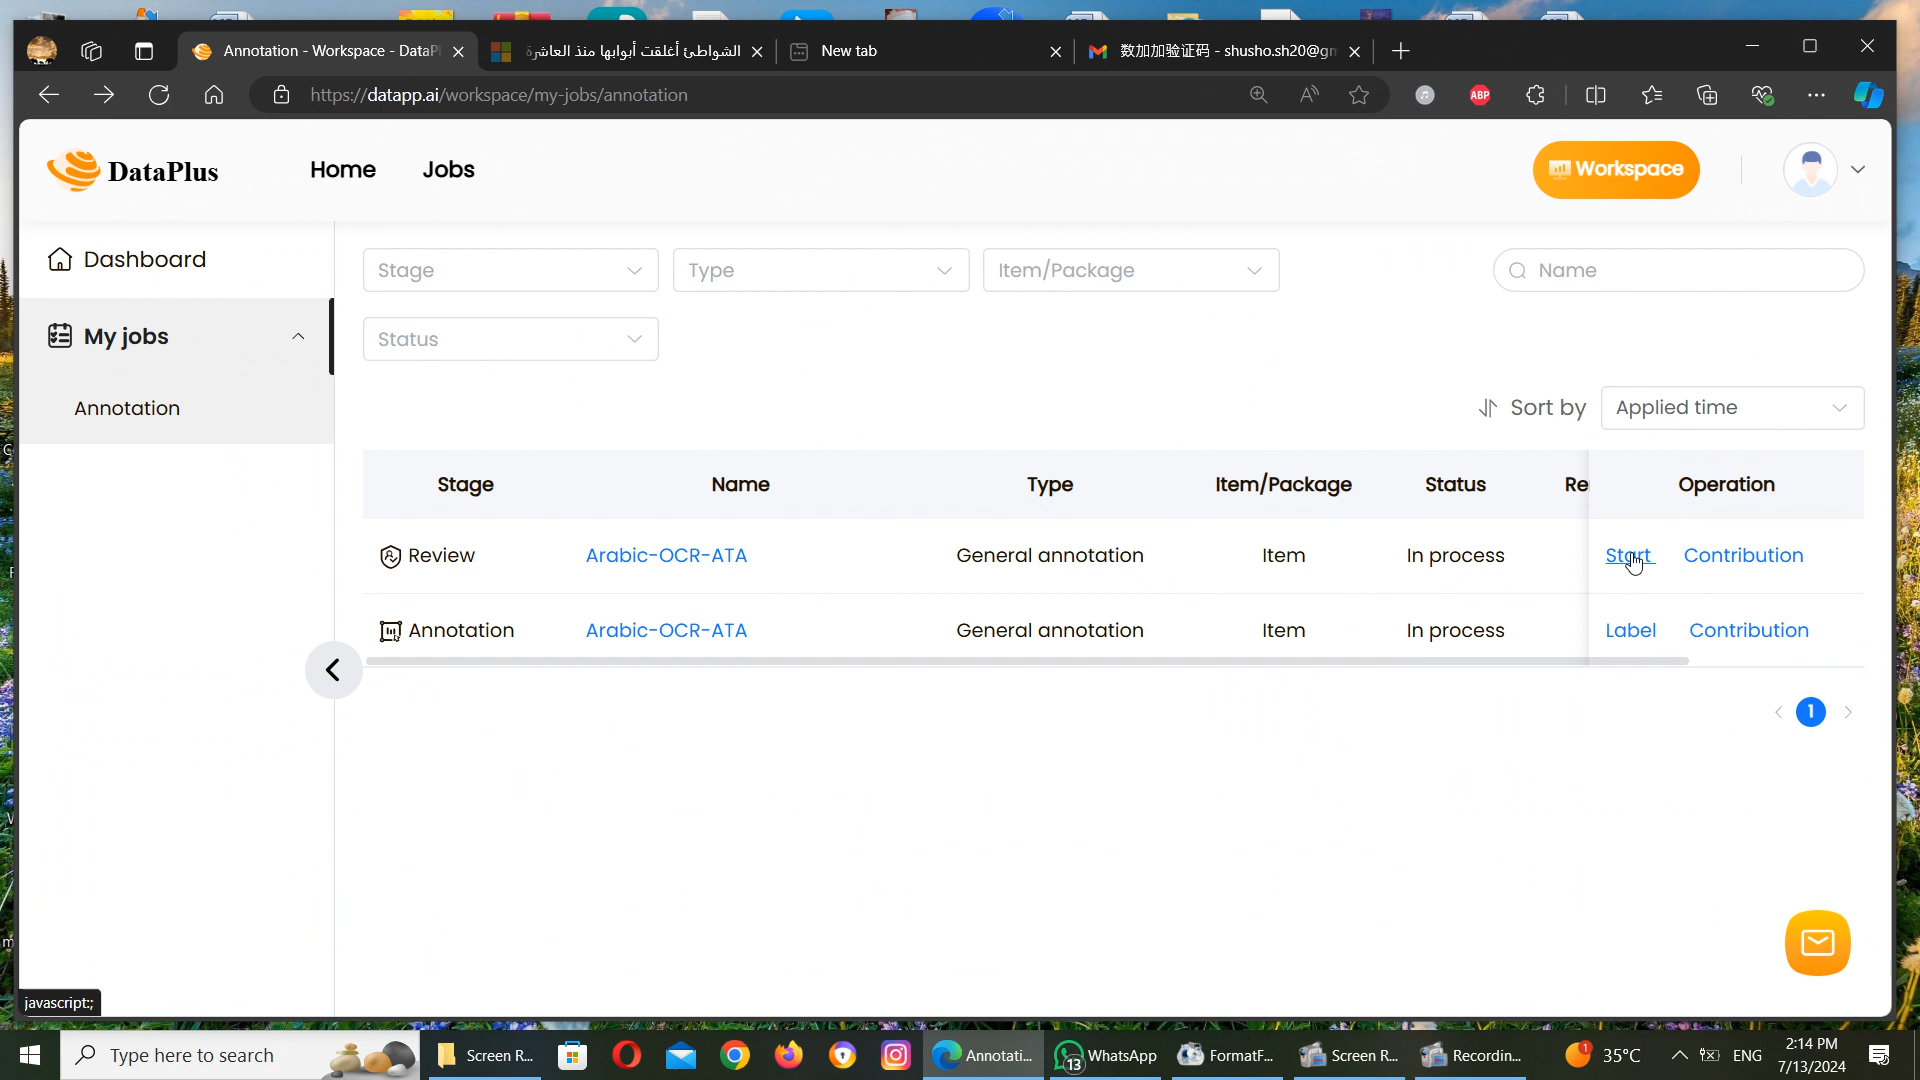 Annotation - Workspace - DataPl
الشواطئ أغلقت أبوابها منذ العاشرة
New tab
数加加验证码 - shusho.sh20@gm
https://datapp.ai/workspace/my-jobs/annotation
ABP
DataPlus
Home
Jobs
Workspace
Dashboard
My jobs
Annotation
Stage
Type
Item/Package
Name
Status
Sort by
Applied time
Stage Name Type Item/Package Status Re Operation
Review Arabic-OCR-ATA General annotation Item In process Start Contribution
Annotation Arabic-OCR-ATA General annotation Item In process Label Contribution
1
javascript:;
Type here to search
Screen R...
Annotati...
13
WhatsApp
FormatF...
Screen R...
Recordin...
1
35°C
ENG
2:14 PM
7/13/2024